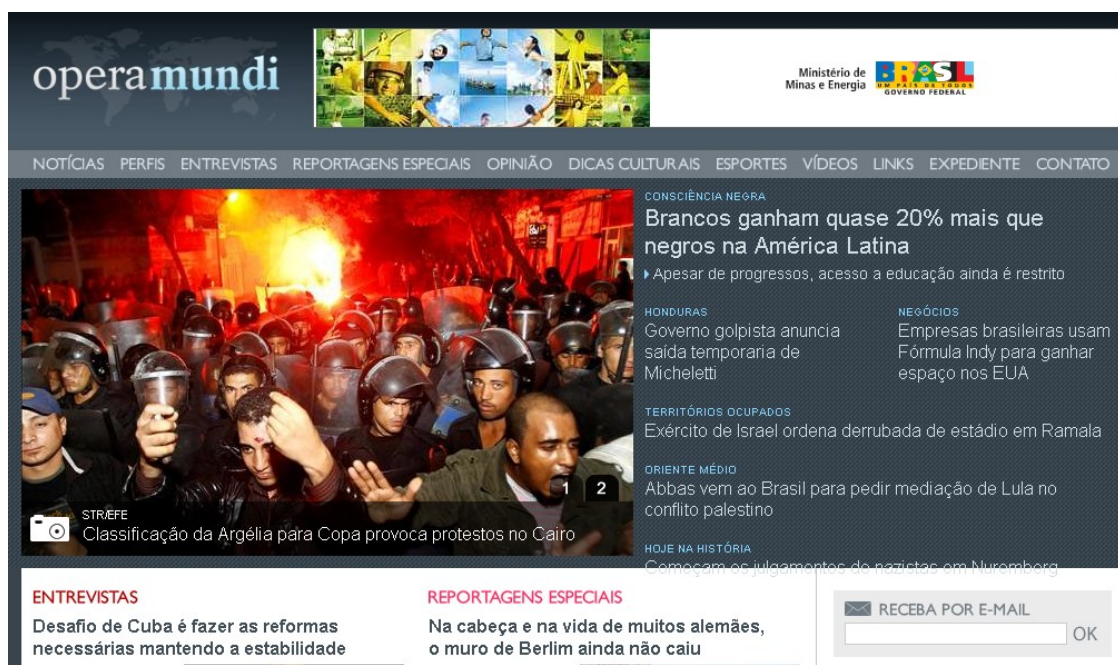 operamundi
Ministério de
Minas e Energia
BRASIL
UM PAÍS DE TODOS
GOVERNO FEDERAL
NOTÍCIAS PERFIS ENTREVISTAS REPORTAGENS ESPECIAIS OPINIÃO DICAS CULTURAIS ESPORTES VÍDEOS LINKS EXPEDIENTE CONTATO
CONSCIÊNCIA NEGRA
Brancos ganham quase 20% mais que
negros na América Latina
Apesar de progressos, acesso a educação ainda é restrito
HONDURAS
Governo golpista anuncia
saída temporaria de
Micheletti
NEGÓCIOS
Empresas brasileiras usam
Fórmula Indy para ganhar
espaço nos EUA
TERRITÓRIOS OCUPADOS
Exército de Israel ordena derrubada de estádio em Ramala
ORIENTE MÉDIO
Abbas vem ao Brasil para pedir mediação de Lula no
conflito palestino
HOJE NA HISTÓRIA
Começam os julgamentos de nazistas em Nuremberg
1 2
STR/EFE
Classificação da Argélia para Copa provoca protestos no Cairo
ENTREVISTAS
Desafio de Cuba é fazer as reformas
necessárias mantendo a estabilidade
REPORTAGENS ESPECIAIS
Na cabeça e na vida de muitos alemães,
o muro de Berlim ainda não caiu
RECEBA POR E-MAIL
OK